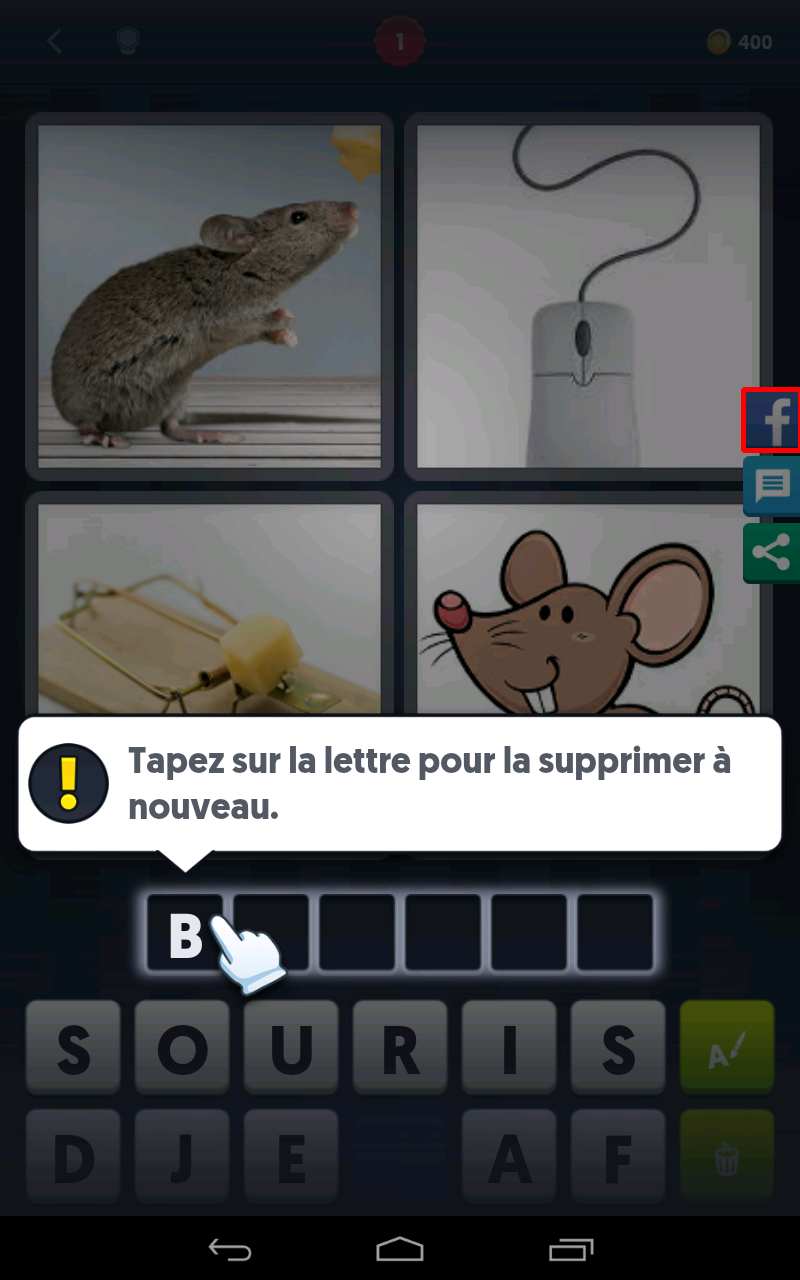 1
400
Tapez sur la lettre pour la supprimer à
nouveau.
B
S O U R I S A
D J E A F